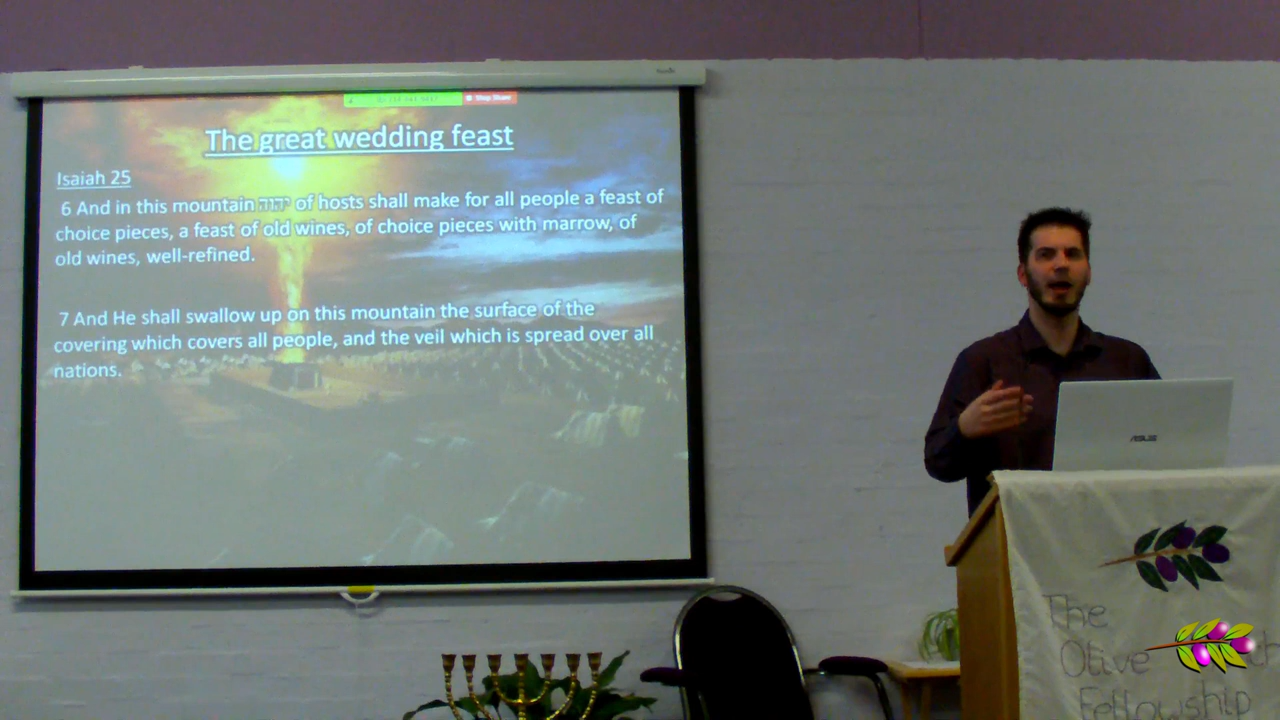 Stop Share
The great wedding feast
Isaiah 25
6 And in this mountain יהוה of hosts shall make for all people a feast of
choice pieces, a feast of old wines, of choice pieces with marrow, of
old wines, well-refined.
7 And He shall swallow up on this mountain the surface of the
covering which covers all people, and the veil which is spread over all
nations.
ASUS
The
Olive
Fellowship